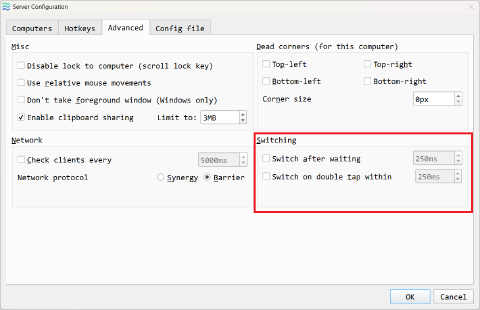 Server Configuration
Computers Hotkeys Advanced Config file
Misc
Disable lock to computer (scroll lock key)
Use relative mouse movements
Don't take foreground window (Windows only)
Enable clipboard sharing Limit to: 3MB
Dead corners (for this computer)
Top-left Top-right
Bottom-left Bottom-right
Corner size 0px
Network
Check clients every 5000ms
Network protocol Synergy Barrier
Switching
Switch after waiting 250ms
Switch on double tap within 250ms
OK Cancel